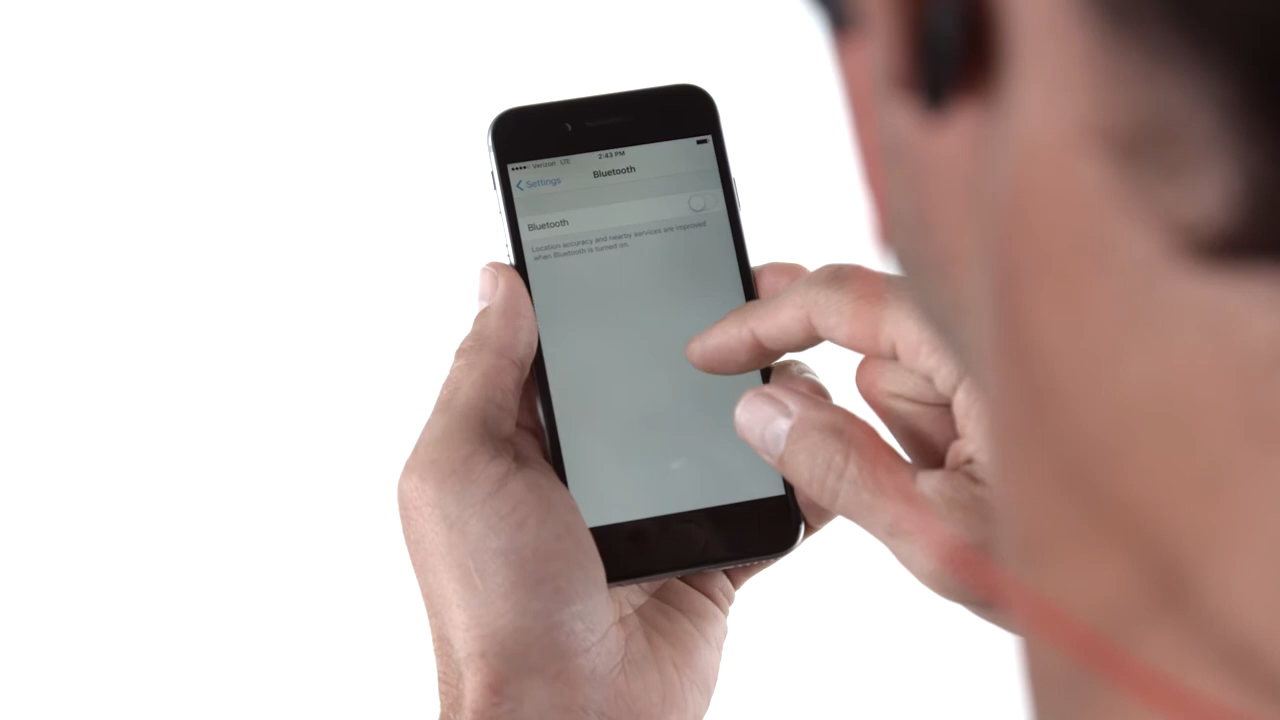 Verizon LTE 2:43 PM
Settings Bluetooth
Bluetooth
Location accuracy and nearby services are improved
when Bluetooth is turned on.